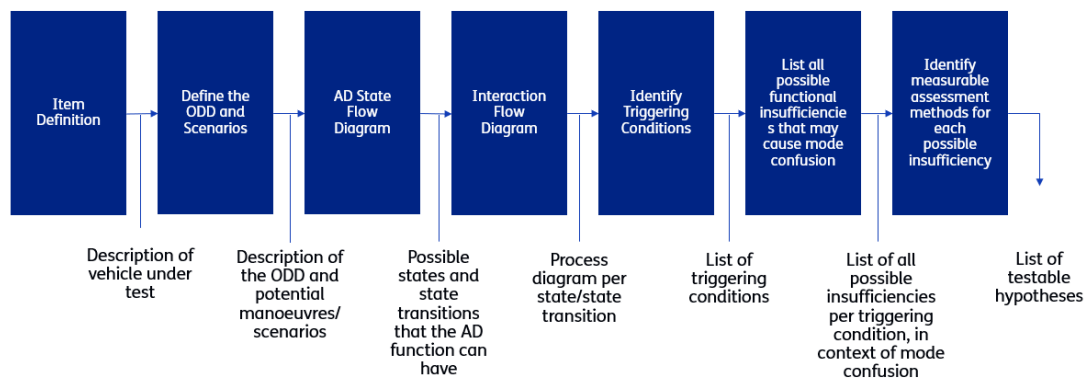 Item
Definition
Define the
ODD and
Scenarios
AD State
Flow
Diagram
Interaction
Flow
Diagram
Identify
Triggering
Conditions
List all
possible
functional
insufficiencie
s that may
cause mode
confusion
Identify
measurable
assessment
methods for
each
possible
insufficiency
Description of
vehicle under
test
Description of
the ODD and
potential
manoeuvres/
scenarios
Possible
states and
state
transitions
that the AD
function can
have
Process
diagram per
state/state
transition
List of
triggering
conditions
List of all
possible
insufficiencies
per triggering
condition, in
context of mode
confusion
List of
testable
hypotheses